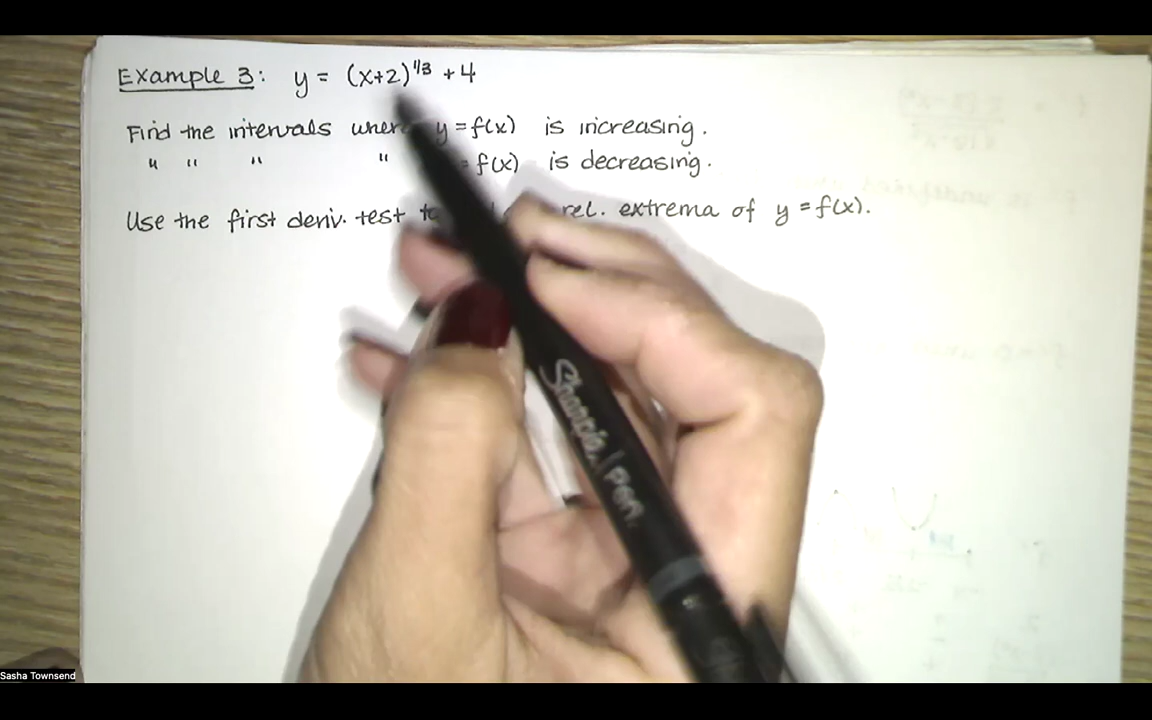 Example 3: y = (x+2)^1/3 + 4
Find the intervals where y = f(x) is increasing.
" " " " = f(x) is decreasing.
Use the first deriv. test rel. extrema of y = f(x).
Sharpie Pen
Sasha Townsend